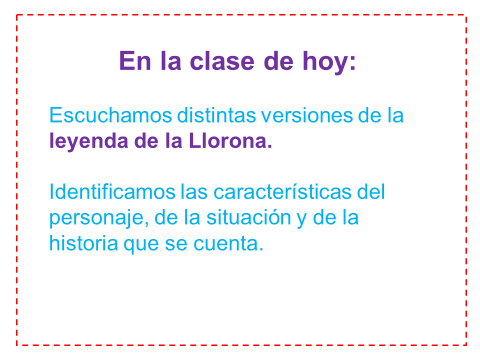 En la clase de hoy:
Escuchamos distintas versiones de la
leyenda de la Llorona.
Identificamos las características del
personaje, de la situación y de la
historia que se cuenta.